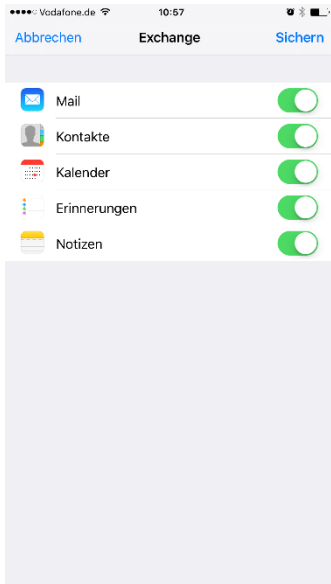 Vodafone.de 10:57
Abbrechen Exchange Sichern
Mail
Kontakte
Kalender
Erinnerungen
Notizen